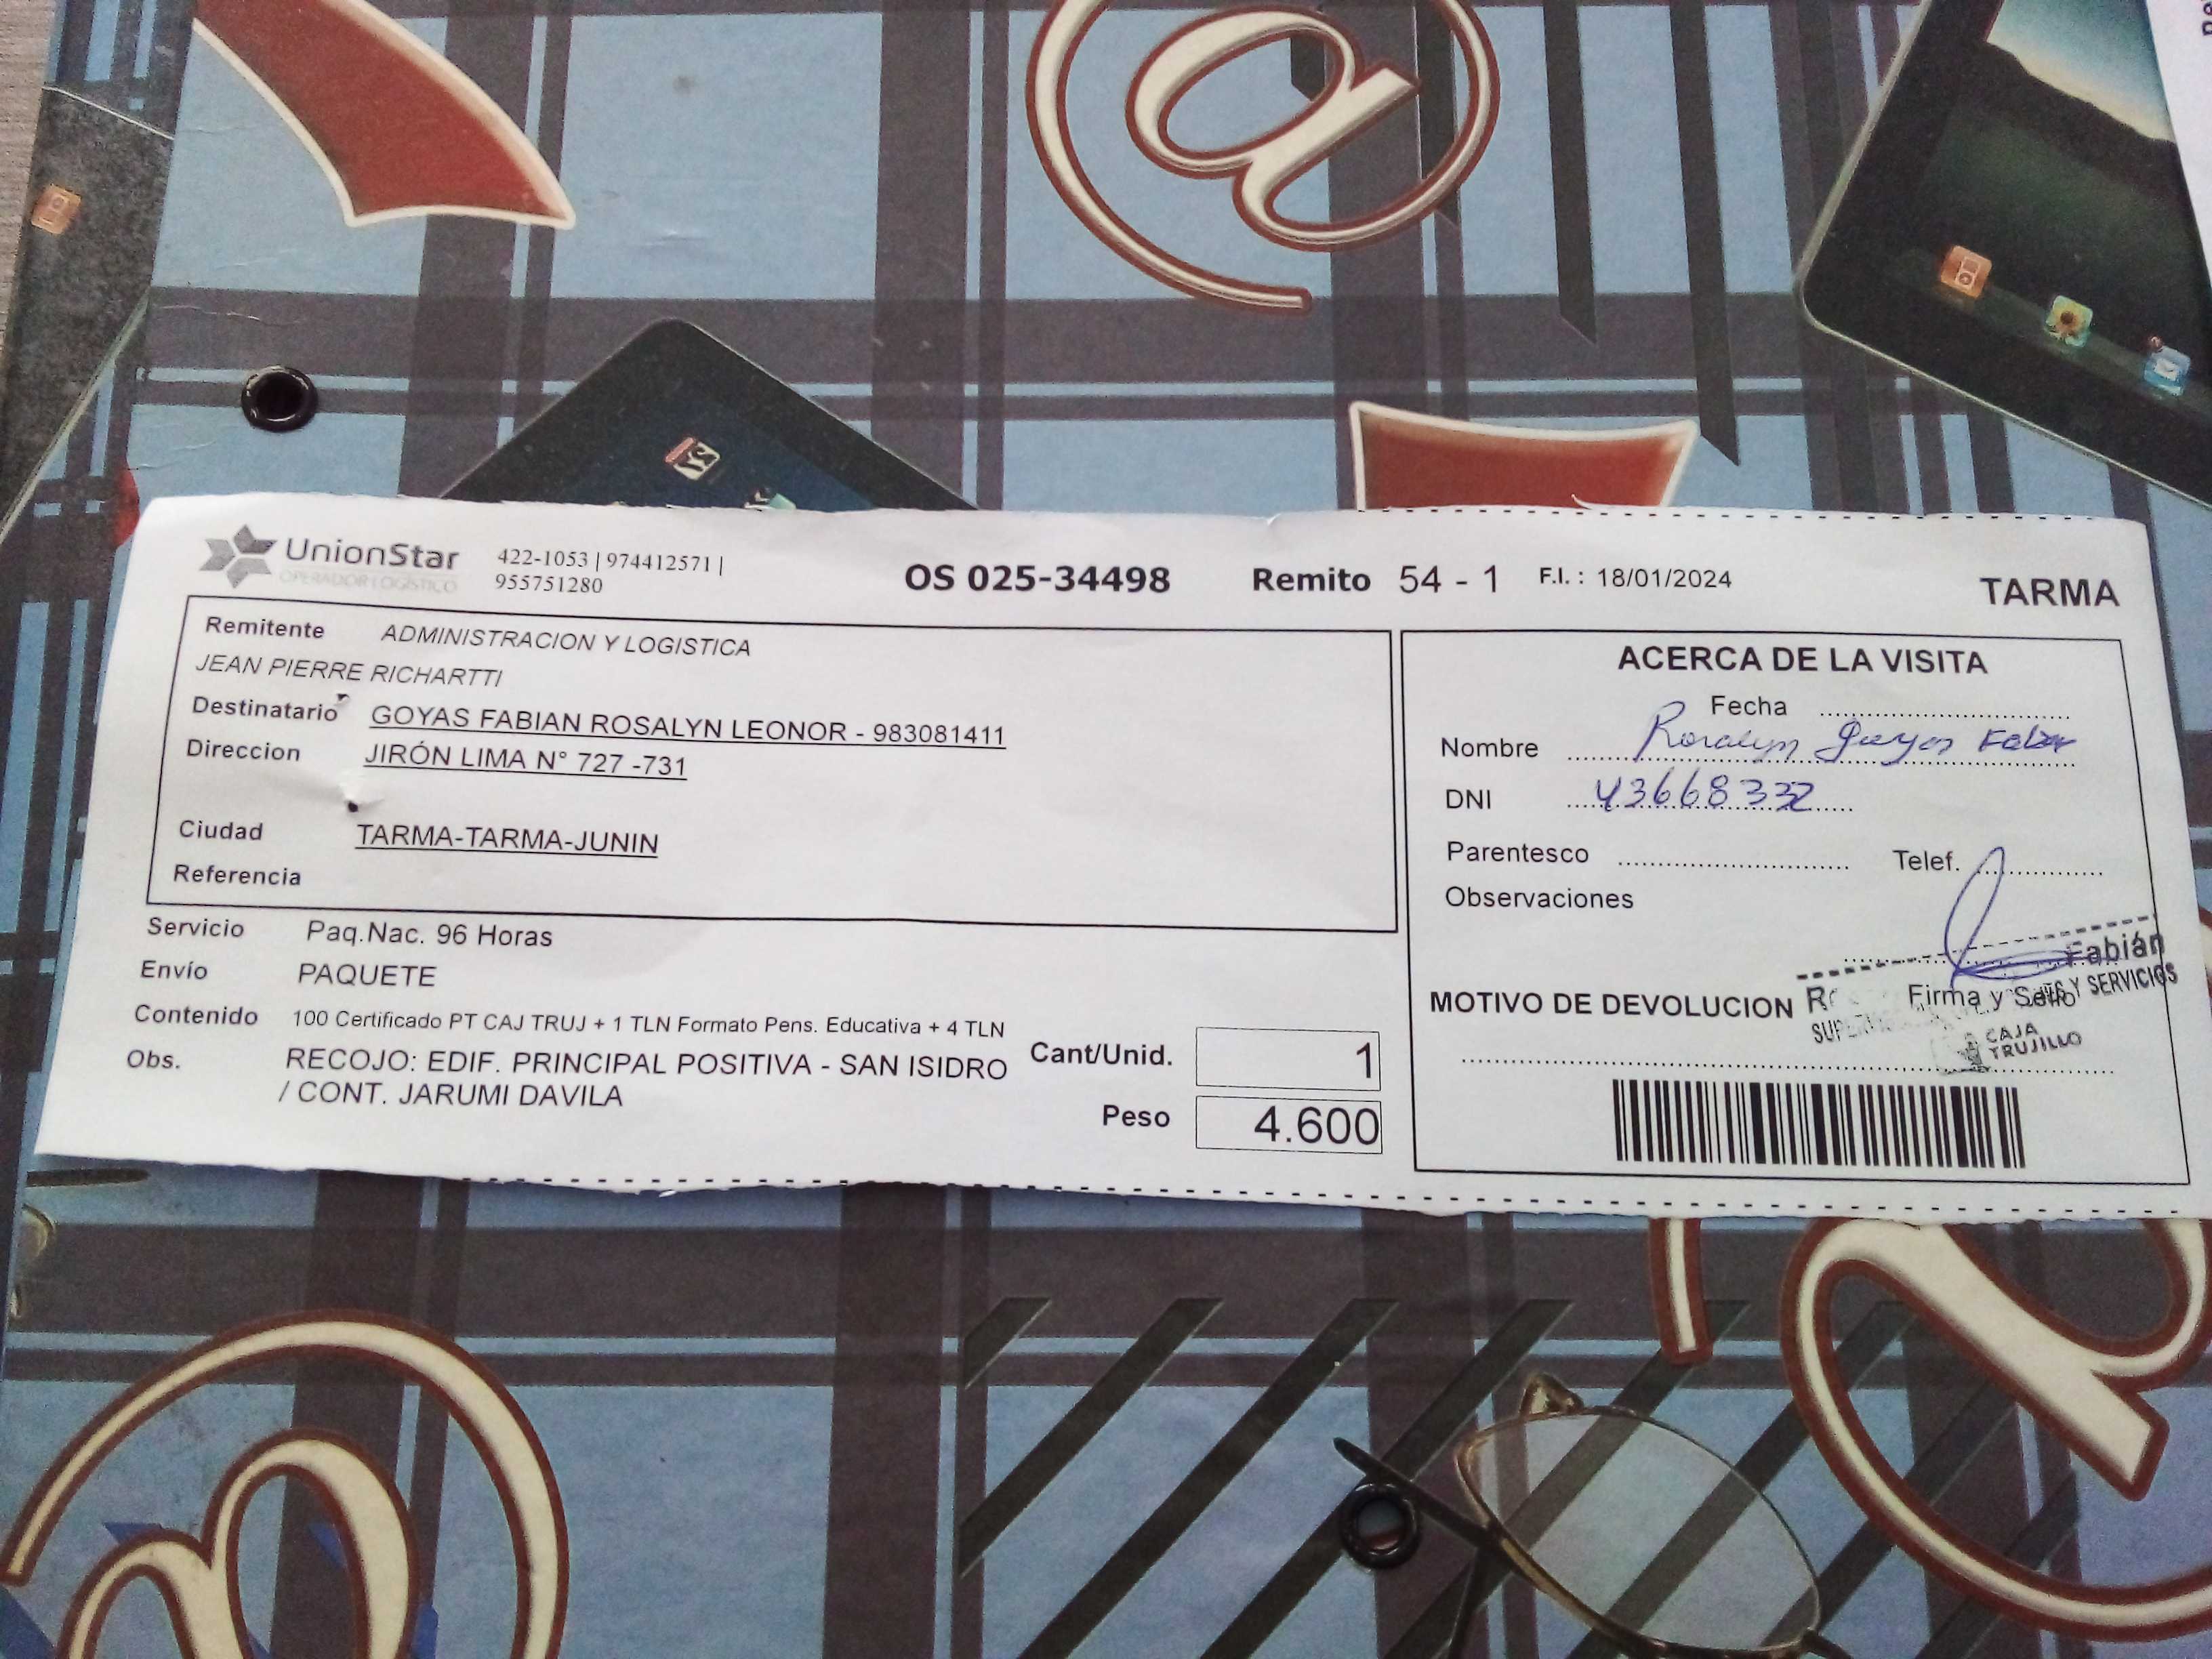 UnionStar
OPERADOR LOGÍSTICO
422-1053 | 974412571 |
955751280
OS 025-34498
Remito 54 - 1
F.I. : 18/01/2024
TARMA
Remitente ADMINISTRACION Y LOGISTICA
JEAN PIERRE RICHARTTI
Destinatario GOYAS FABIAN ROSALYN LEONOR - 983081411
Direccion JIRÓN LIMA N° 727 -731
Ciudad TARMA-TARMA-JUNIN
Referencia
Servicio Paq.Nac. 96 Horas
Envío PAQUETE
Contenido 100 Certificado PT CAJ TRUJ + 1 TLN Formato Pens. Educativa + 4 TLN
Obs. RECOJO: EDIF. PRINCIPAL POSITIVA - SAN ISIDRO
/ CONT. JARUMI DAVILA
Cant/Unid. 1
Peso 4.600
ACERCA DE LA VISITA
Fecha
Nombre Rosalyn Goyas Fabian
DNI 43668332
Parentesco
Telef.
Observaciones
Fabián
Firma y Sello
Y SERVICIOS
MOTIVO DE DEVOLUCION
CAJA
TRUJILLO